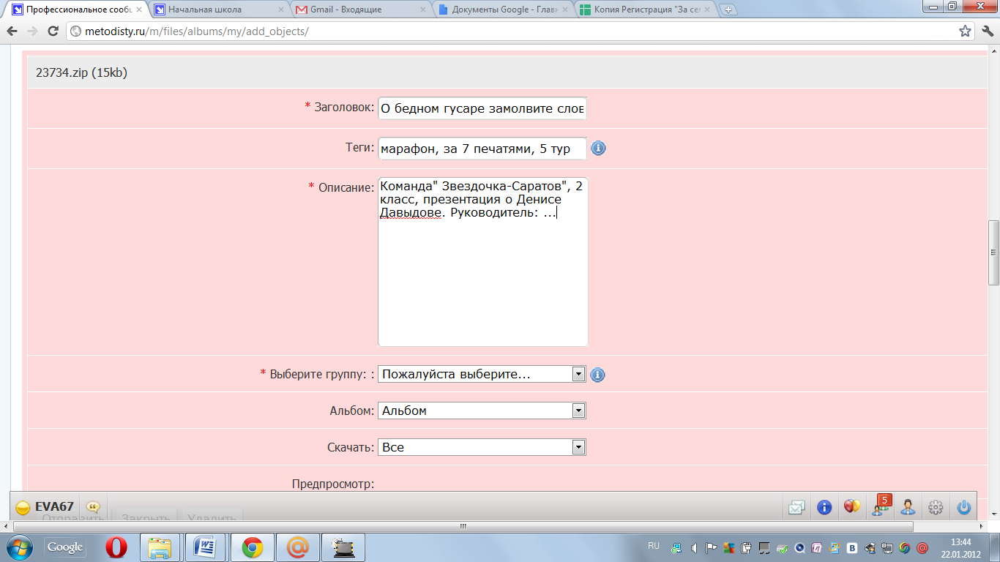 Профессиональное сообщ
Начальная школа
Gmail - Входящие
Документы Google - Главн
Копия Регистрация "За сем
metodisty.ru/m/files/albums/my/add_objects/
23734.zip (15kb)
* Заголовок: О бедном гусаре замолвите слов
Теги: марафон, за 7 печатями, 5 тур
* Описание: Команда" Звездочка-Саратов", 2
класс, презентация о Денисе
Давыдове. Руководитель: ...
* Выберите группу: : Пожалуйста выберите...
Альбом: Альбом
Скачать: Все
Предпросмотр:
EVA67
5
Отправить Закрыть Удалить
Google
RU
13:44
22.01.2012